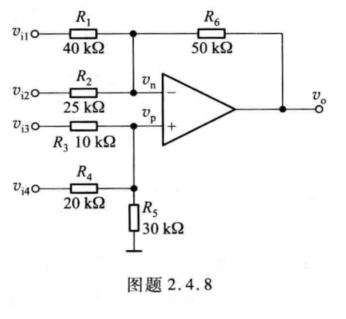 R₁
R₆
vᵢ₁
40 kΩ
50 kΩ
R₂
vₙ
vᵢ₂
−
25 kΩ
vₒ
vₚ
vᵢ₃
+
R₃ 10 kΩ
R₄
vᵢ₄
20 kΩ
R₅
30 kΩ
图题 2.4.8